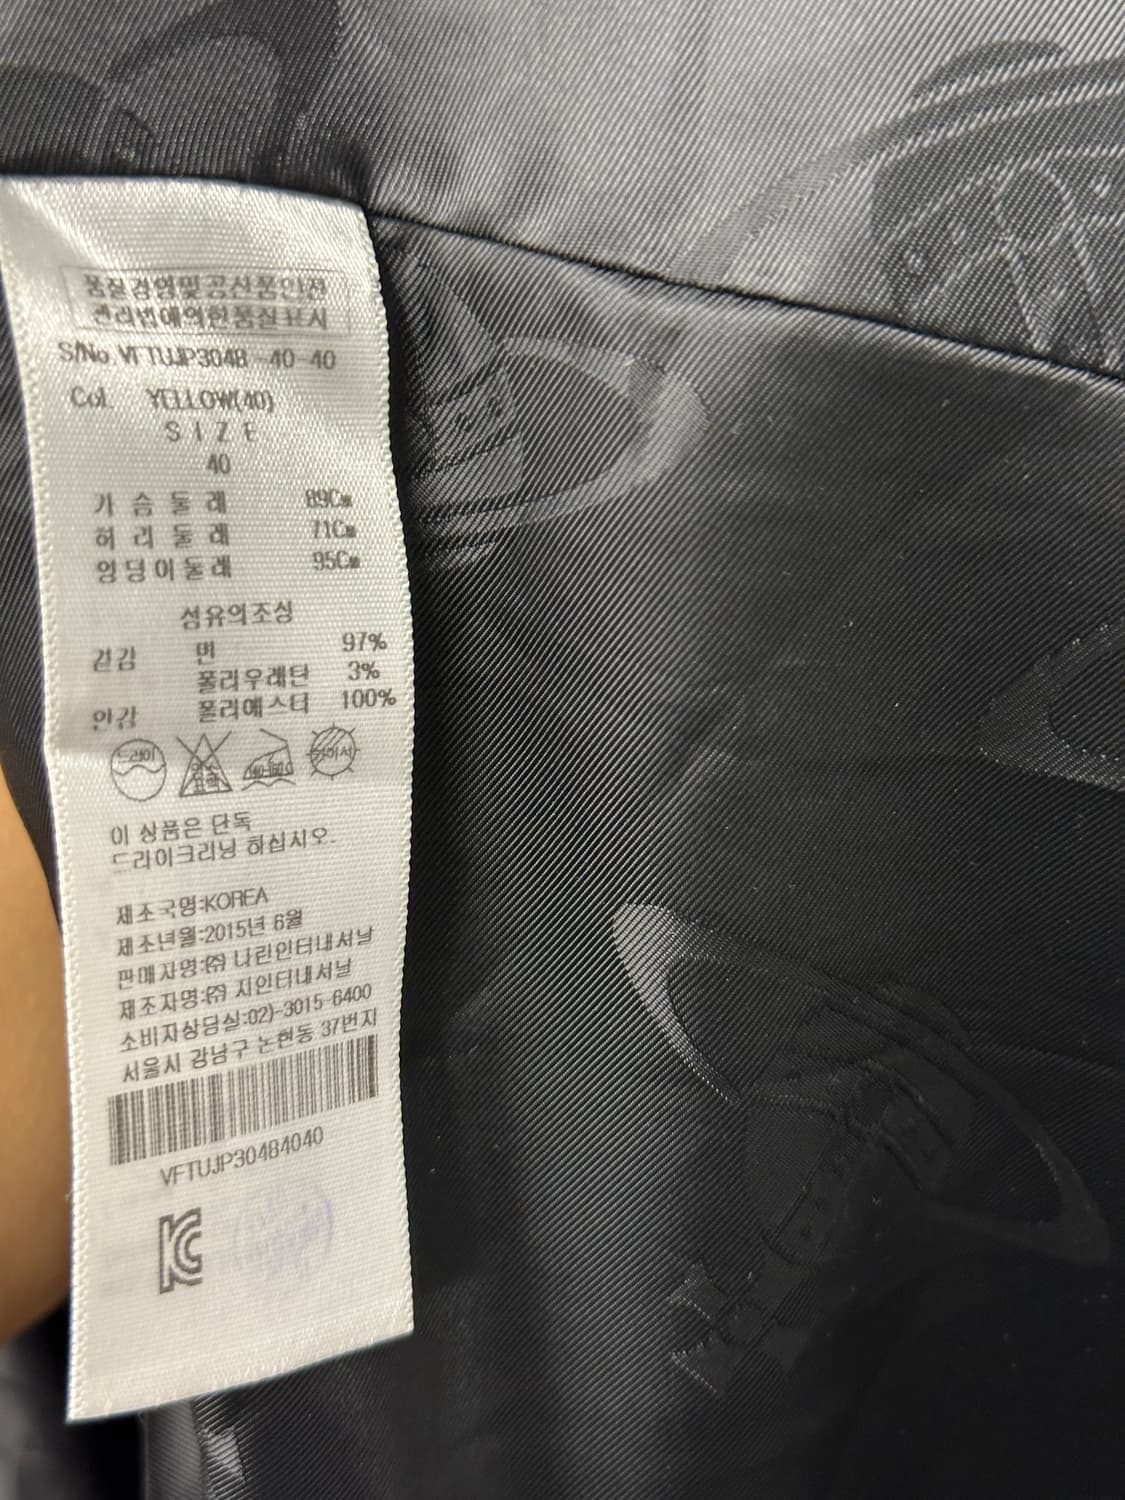 품질경영및공산품안전
관리법에의한품질표시
S/No. VFTUJP304B -40-40
Col. YELLOW(40)
SIZE
40
가슴둘레 89Cm
허리둘레 71Cm
엉덩이둘레 95Cm
섬유의조성
겉감 면 97%
폴리우레탄 3%
안감 폴리에스터 100%
드라이
이 상품은 단독
드라이크리닝 하십시오.
제조국명:KOREA
제조년월:2015년 6월
판매자명:㈜ 나린인터내셔날
제조자명:㈜ 지인터내셔날
소비자상담실:02)-3015-6400
서울시 강남구 논현동 37번지
VFTUJP304B4040
KC